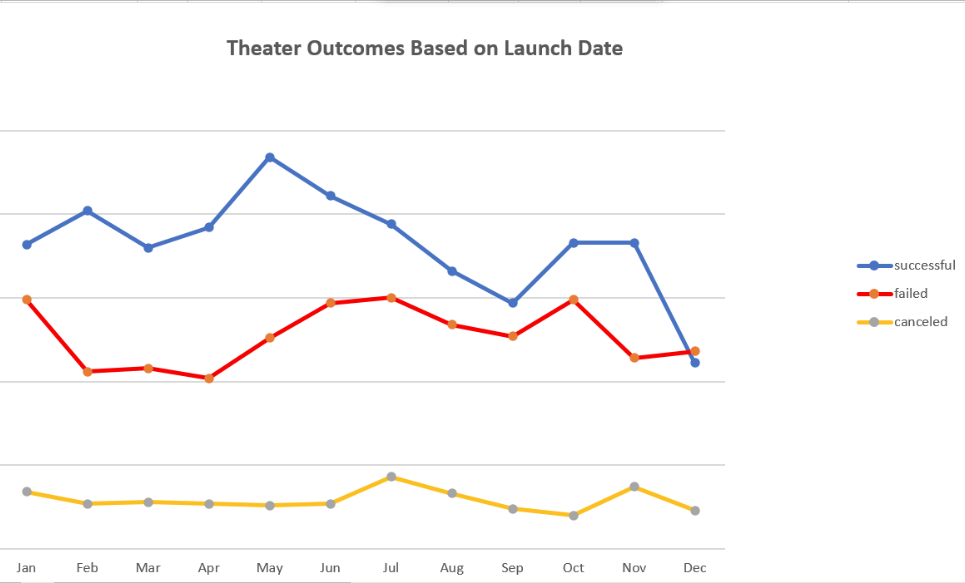 Theater Outcomes Based on Launch Date
successful
failed
canceled
Jan Feb Mar Apr May Jun Jul Aug Sep Oct Nov Dec